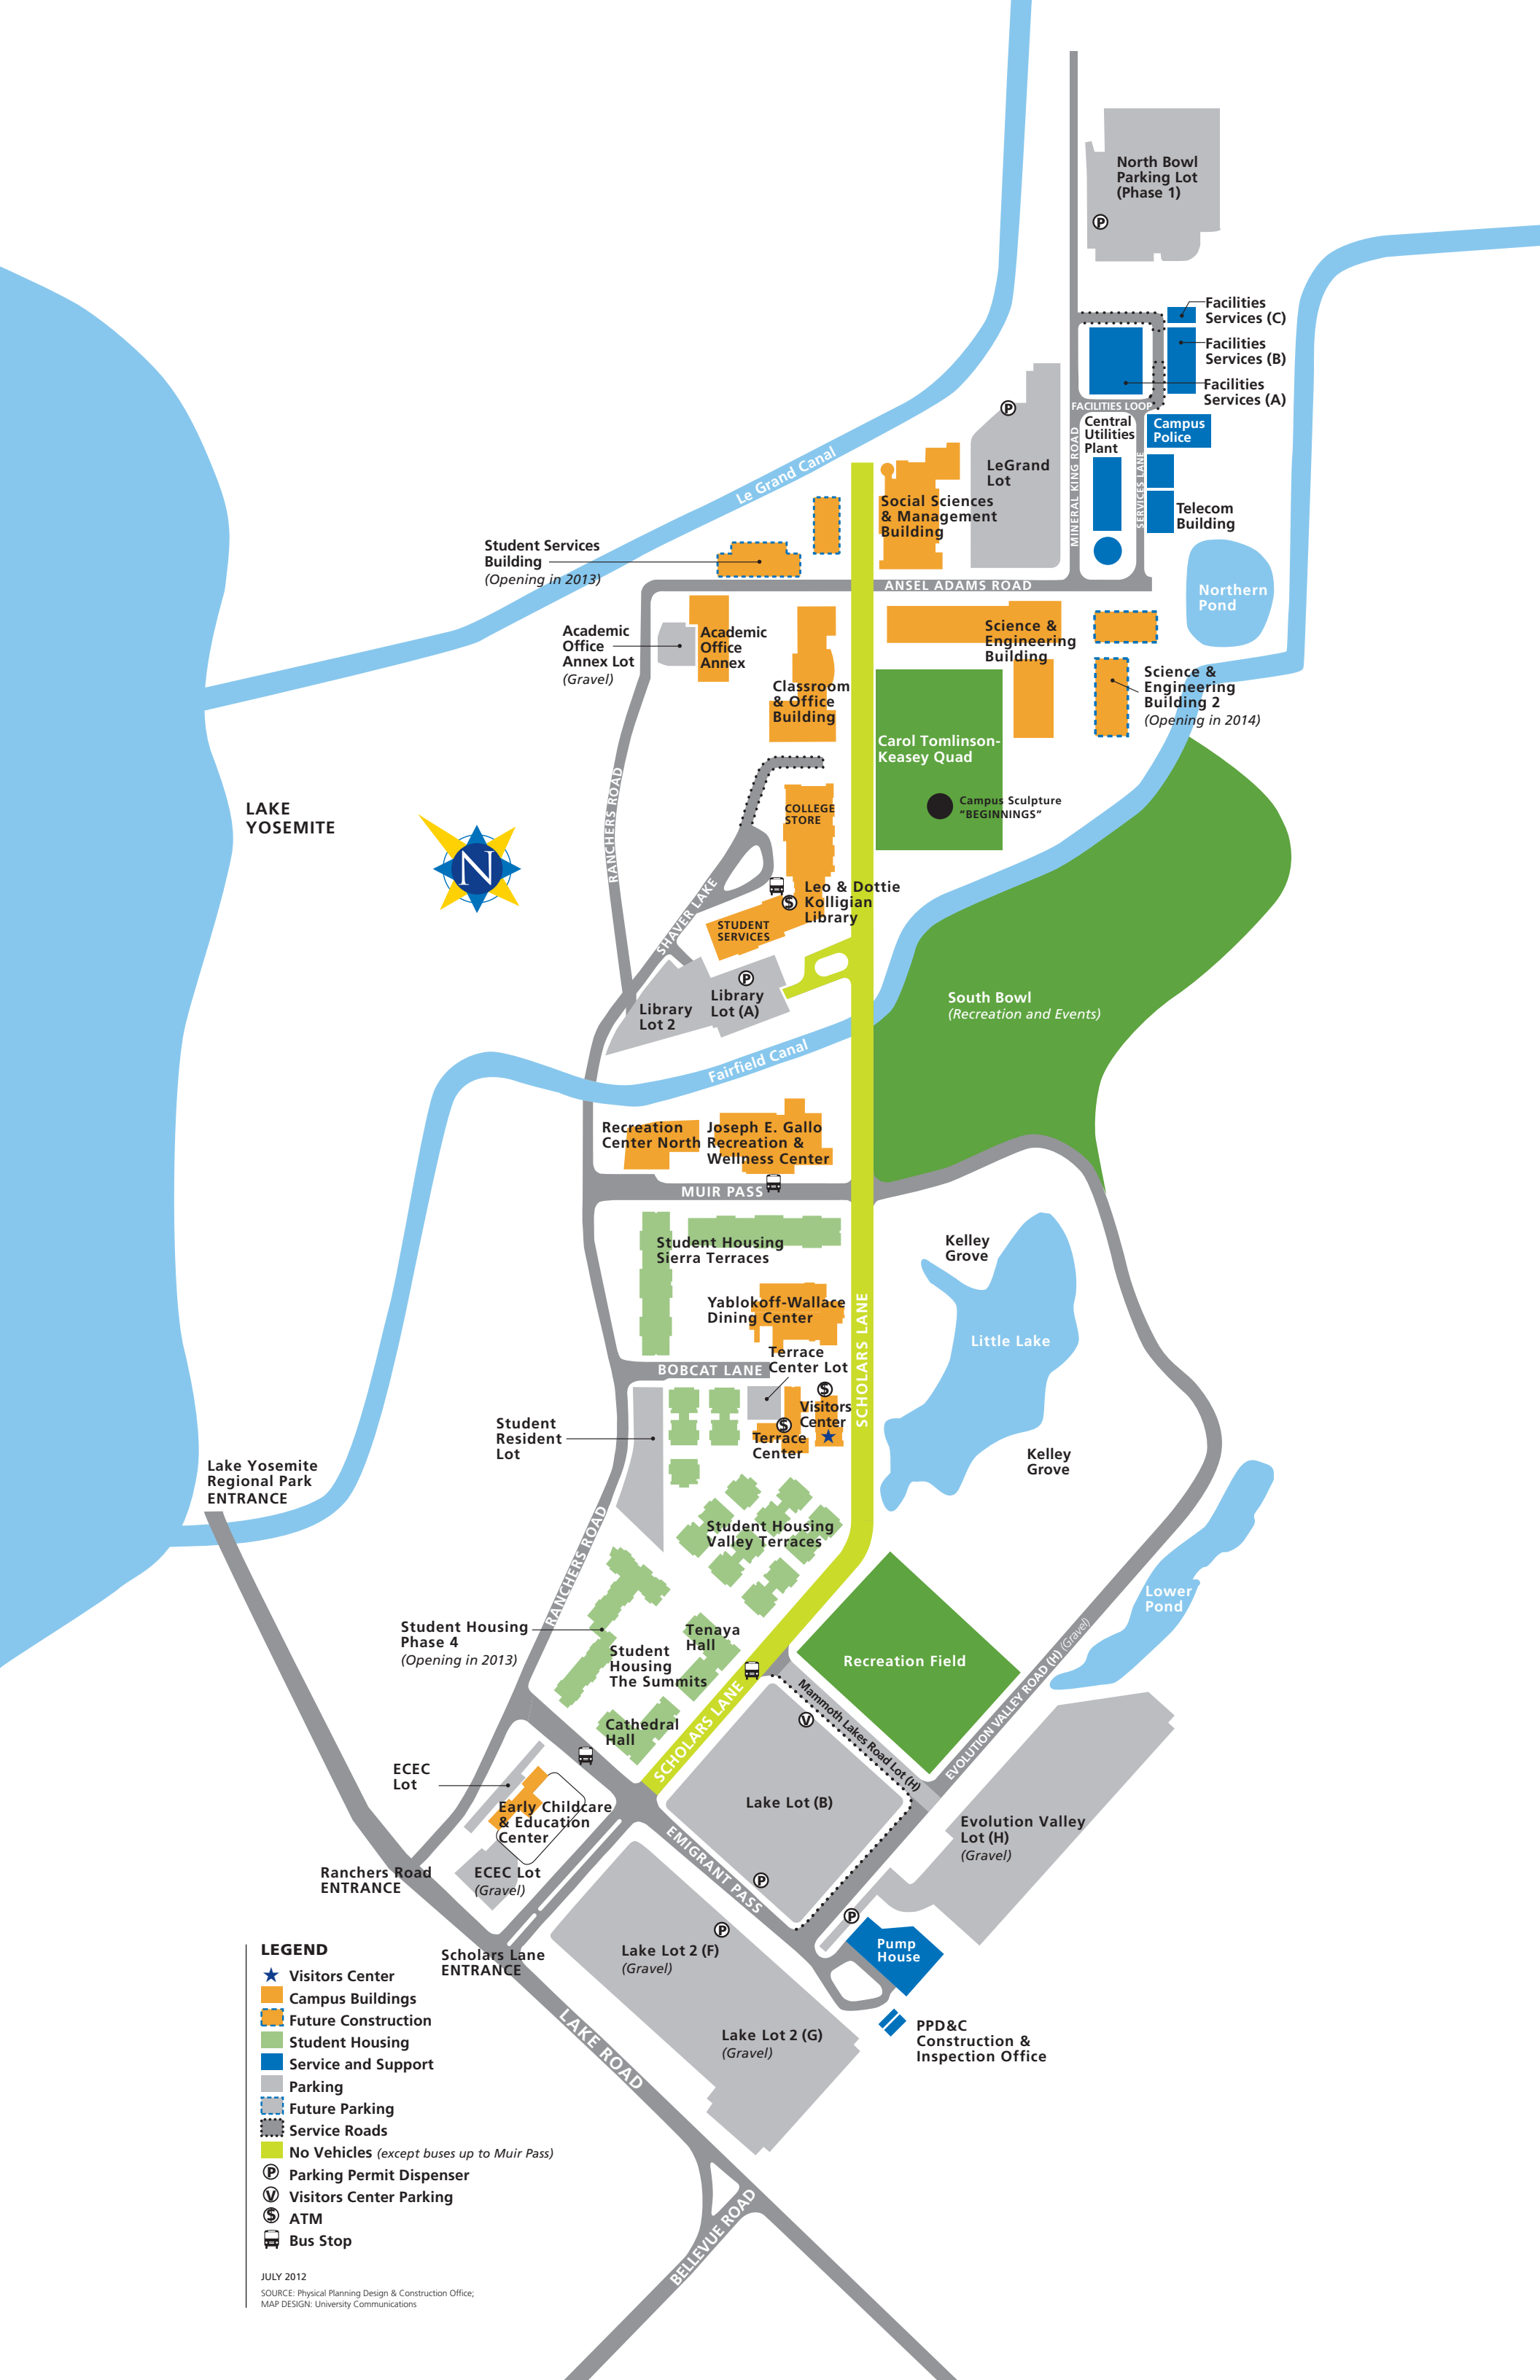 North Bowl
Parking Lot
(Phase 1)
P
Facilities
Services (C)
Facilities
Services (B)
Facilities
Services (A)
FACILITIES LOOP
P
Central
Utilities
Plant
Campus
Police
MINERAL KING ROAD
SERVICES LANE
LeGrand
Lot
Telecom
Building
Le Grand Canal
Social Sciences
& Management
Building
Student Services
Building
(Opening in 2013)
ANSEL ADAMS ROAD
Northern
Pond
Academic
Office
Annex Lot
(Gravel)
Academic
Office
Annex
Science &
Engineering
Building
Classroom
& Office
Building
Science &
Engineering
Building 2
(Opening in 2014)
Carol Tomlinson-
Keasey Quad
Campus Sculpture
"BEGINNINGS"
LAKE
YOSEMITE
N
RANCHERS ROAD
COLLEGE
STORE
SHAVER LAKE
$
Leo & Dottie
Kolligian
Library
STUDENT
SERVICES
P
Library
Lot (A)
Library
Lot 2
South Bowl
(Recreation and Events)
Fairfield Canal
Recreation
Center North
Joseph E. Gallo
Recreation &
Wellness Center
MUIR PASS
Student Housing
Sierra Terraces
Kelley
Grove
Yablokoff-Wallace
Dining Center
SCHOLARS LANE
Little Lake
BOBCAT LANE
Terrace
Center Lot
$
Visitors
Center
$
Terrace
Center
Student
Resident
Lot
Kelley
Grove
Lake Yosemite
Regional Park
ENTRANCE
RANCHERS ROAD
Student Housing
Valley Terraces
Lower
Pond
Student Housing
Phase 4
(Opening in 2013)
Tenaya
Hall
Student
Housing
The Summits
Recreation Field
EVOLUTION VALLEY ROAD (H) (Gravel)
Mammoth Lakes Road Lot (H)
V
Cathedral
Hall
SCHOLARS LANE
ECEC
Lot
Early Childcare
& Education
Center
Lake Lot (B)
Evolution Valley
Lot (H)
(Gravel)
EMIGRANT PASS
Ranchers Road
ENTRANCE
ECEC Lot
(Gravel)
P
P
P
Pump
House
Scholars Lane
ENTRANCE
Lake Lot 2 (F)
(Gravel)
Lake Lot 2 (G)
(Gravel)
PPD&C
Construction &
Inspection Office
LAKE ROAD
BELLEVUE ROAD
LEGEND
Visitors Center
Campus Buildings
Future Construction
Student Housing
Service and Support
Parking
Future Parking
Service Roads
No Vehicles (except buses up to Muir Pass)
P Parking Permit Dispenser
V Visitors Center Parking
$ ATM
Bus Stop
JULY 2012
SOURCE: Physical Planning Design & Construction Office;
MAP DESIGN: University Communications